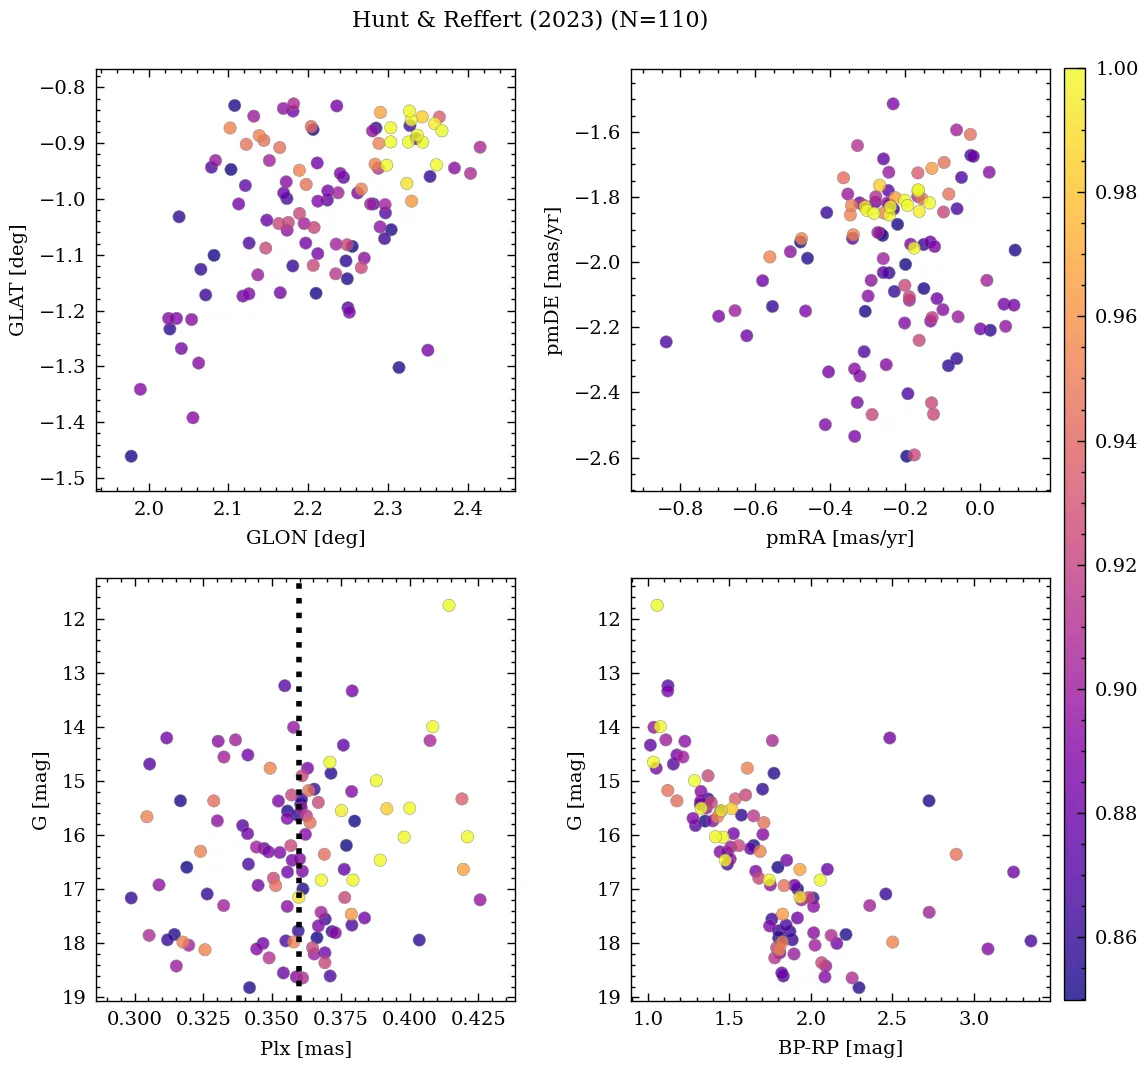 Hunt & Reffert (2023) (N=110)
−0.8
−0.9
−1.0
−1.1
−1.2
−1.3
−1.4
−1.5
GLAT [deg]
2.0 2.1 2.2 2.3 2.4
GLON [deg]
−1.6
−1.8
−2.0
−2.2
−2.4
−2.6
pmDE [mas/yr]
−0.8 −0.6 −0.4 −0.2 0.0
pmRA [mas/yr]
12
13
14
15
16
17
18
19
G [mag]
0.300 0.325 0.350 0.375 0.400 0.425
Plx [mas]
12
13
14
15
16
17
18
19
G [mag]
1.0 1.5 2.0 2.5 3.0
BP-RP [mag]
1.00
0.98
0.96
0.94
0.92
0.90
0.88
0.86